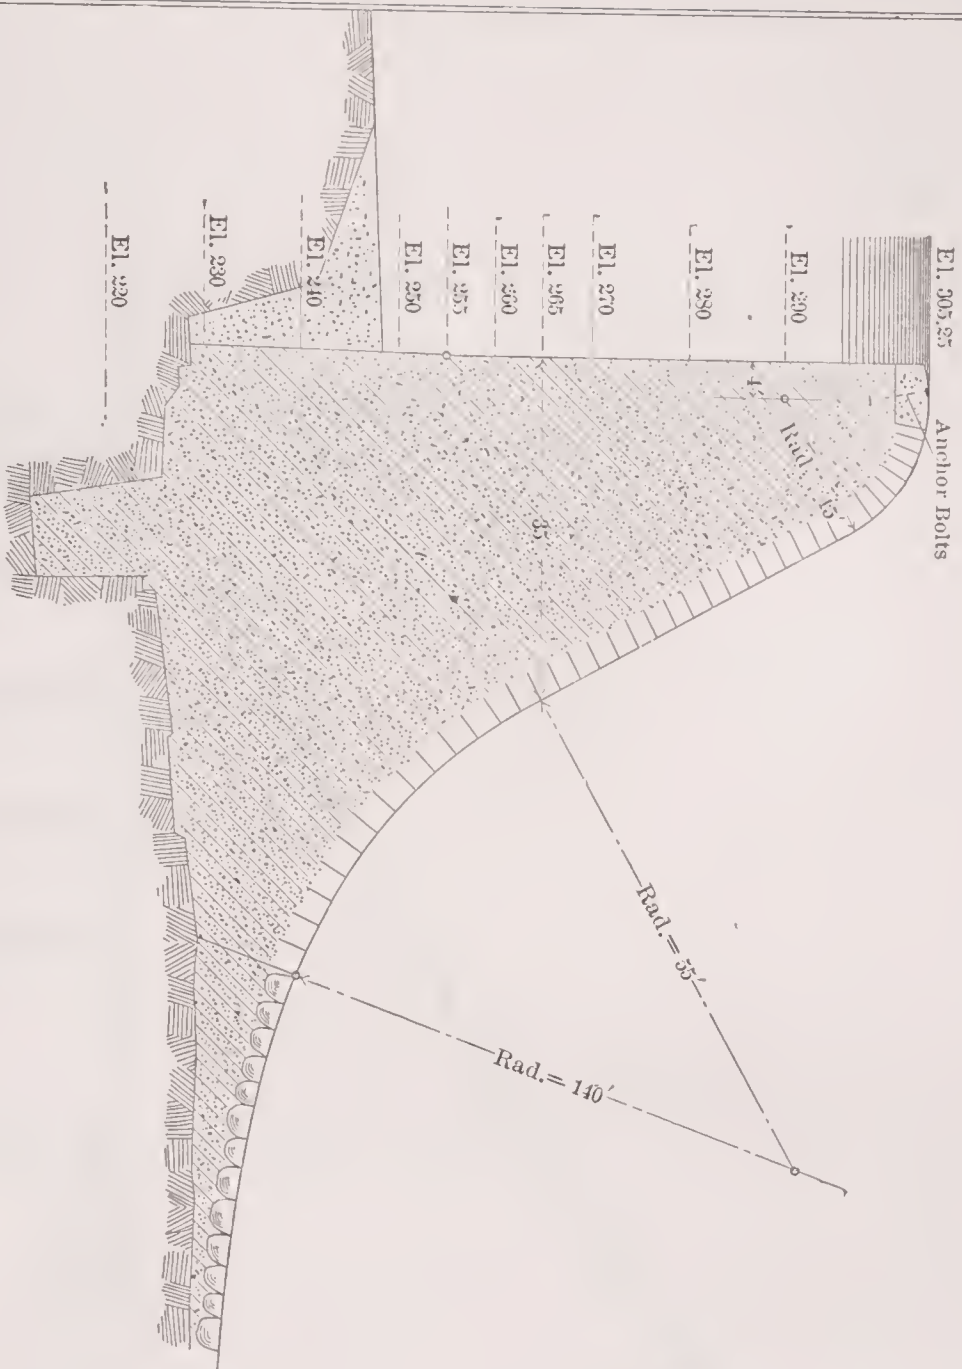 El. 305.25
Anchor Bolts
El. 290
El. 280
El. 270
El. 265
El. 260
El. 255
El. 250
El. 240
El. 230
El. 220
Rad
15
35
Rad. = 55′
Rad. = 140′